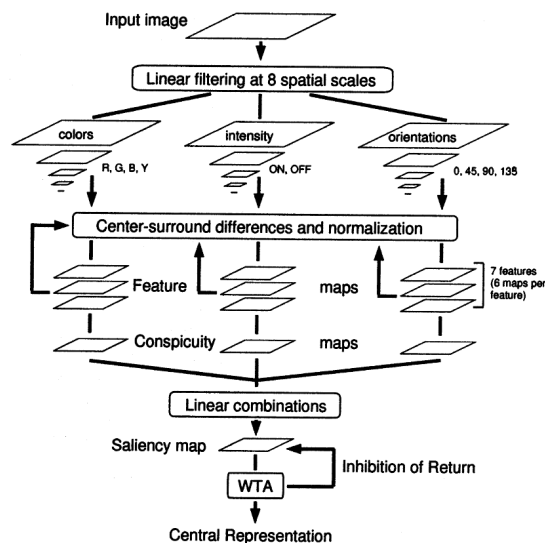 Input image
Linear filtering at 8 spatial scales
colors
intensity
orientations
R, G, B, Y
ON, OFF
0, 45, 90, 135
Center-surround differences and normalization
Feature
maps
7 features
(6 maps per
feature)
Conspicuity
maps
Linear combinations
Saliency map
Inhibition of Return
WTA
Central Representation